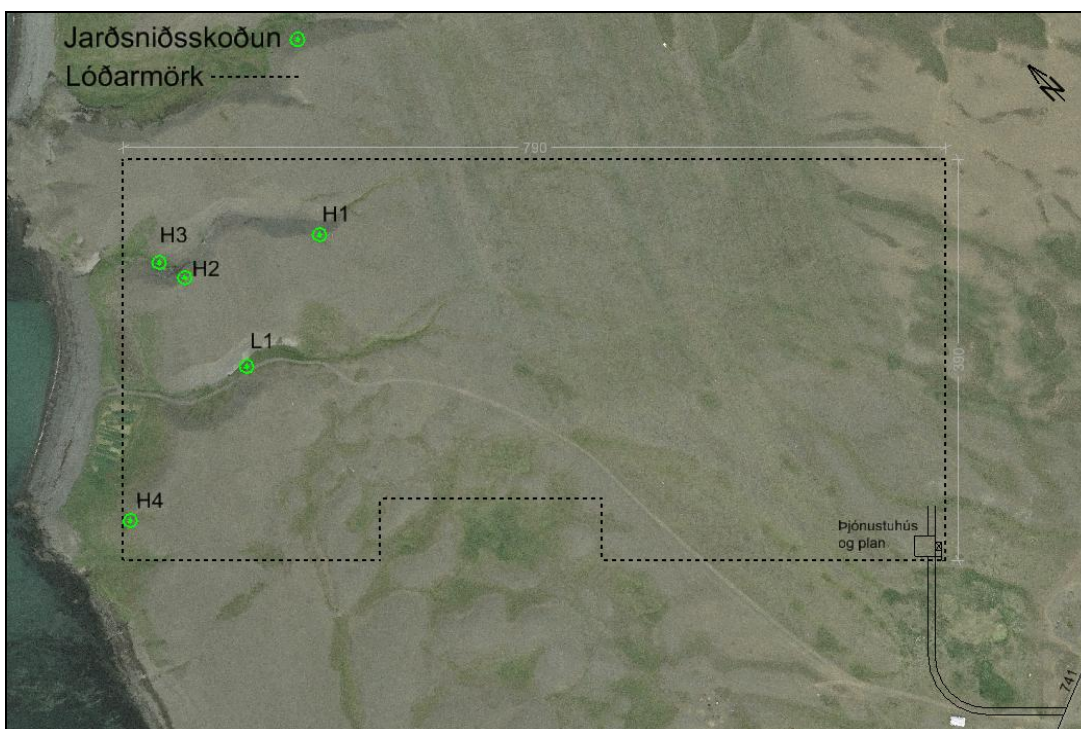 Jarðsniðsskoðun
Lóðarmörk
N
790
H1
H3
H2
L1
390
H4
Þjónustuhús
og plan
741